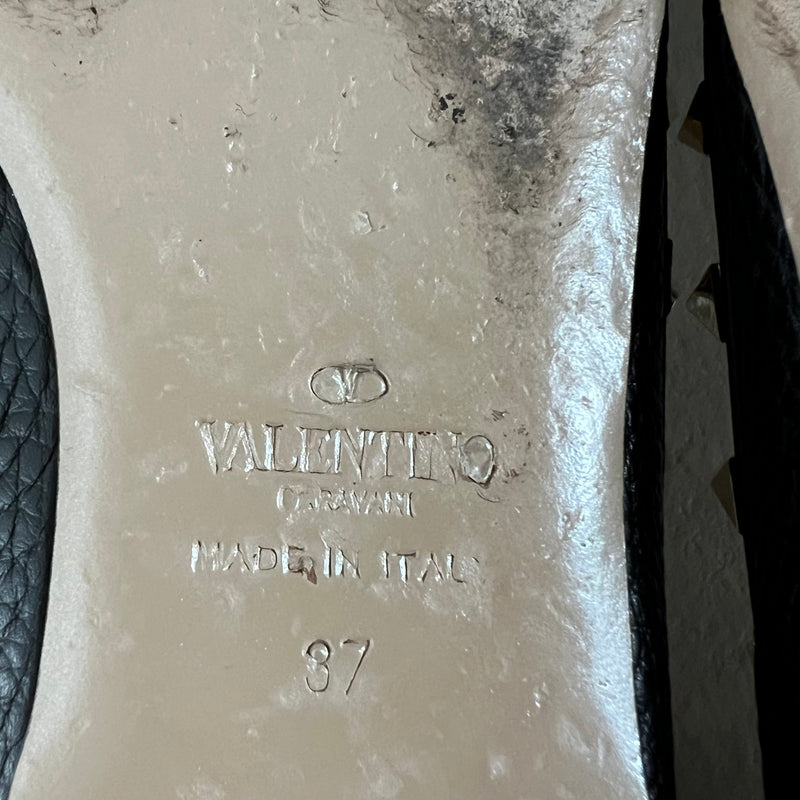 V
VALENTINO
GARAVANI
MADE IN ITALY
37